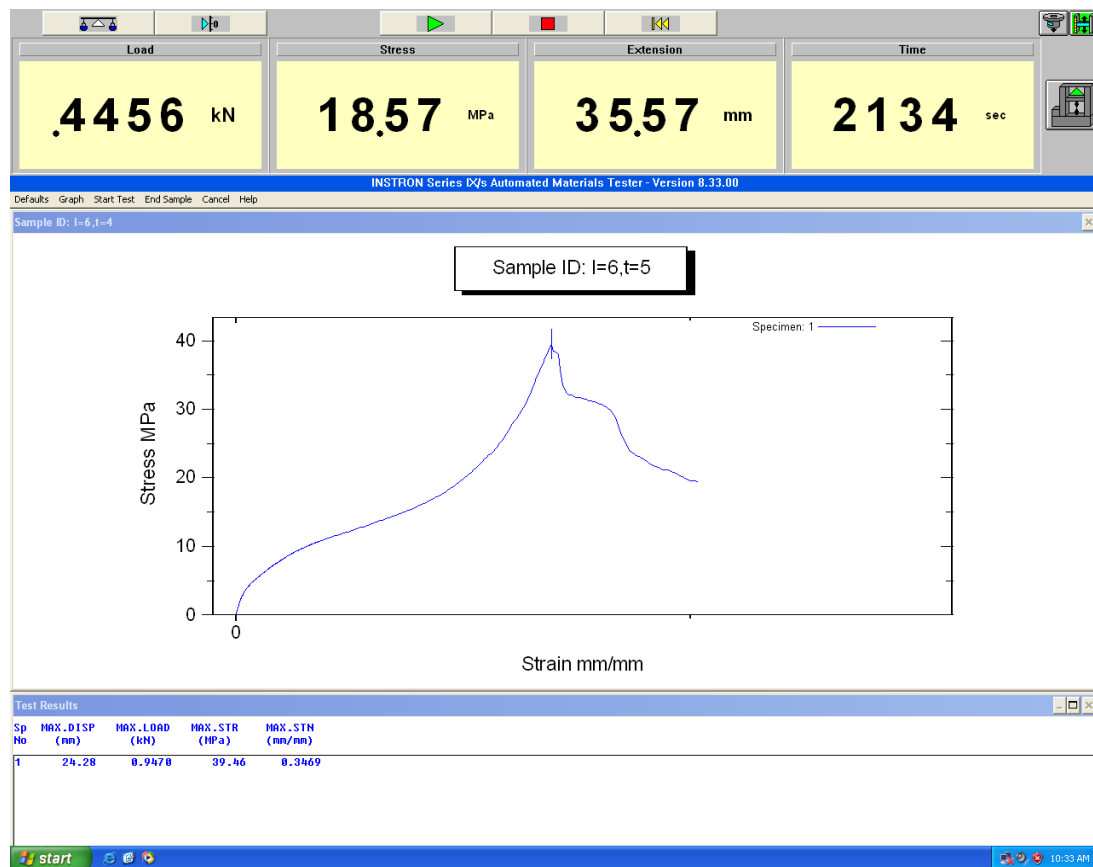 Load Stress Extension Time
.4456 kN 18.57 MPa 35.57 mm 2134 sec
INSTRON Series IX/s Automated Materials Tester - Version 8.33.00
Defaults Graph Start Test End Sample Cancel Help
Sample ID: l=6,t=4
Sample ID: l=6,t=5
Specimen: 1
40
30
20
10
0
0
Stress MPa
Strain mm/mm
Test Results
Sp MAX.DISP MAX.LOAD MAX.STR MAX.STN
No (mm) (kN) (MPa) (mm/mm)
1 24.28 0.9470 39.46 0.3469
start 10:33 AM